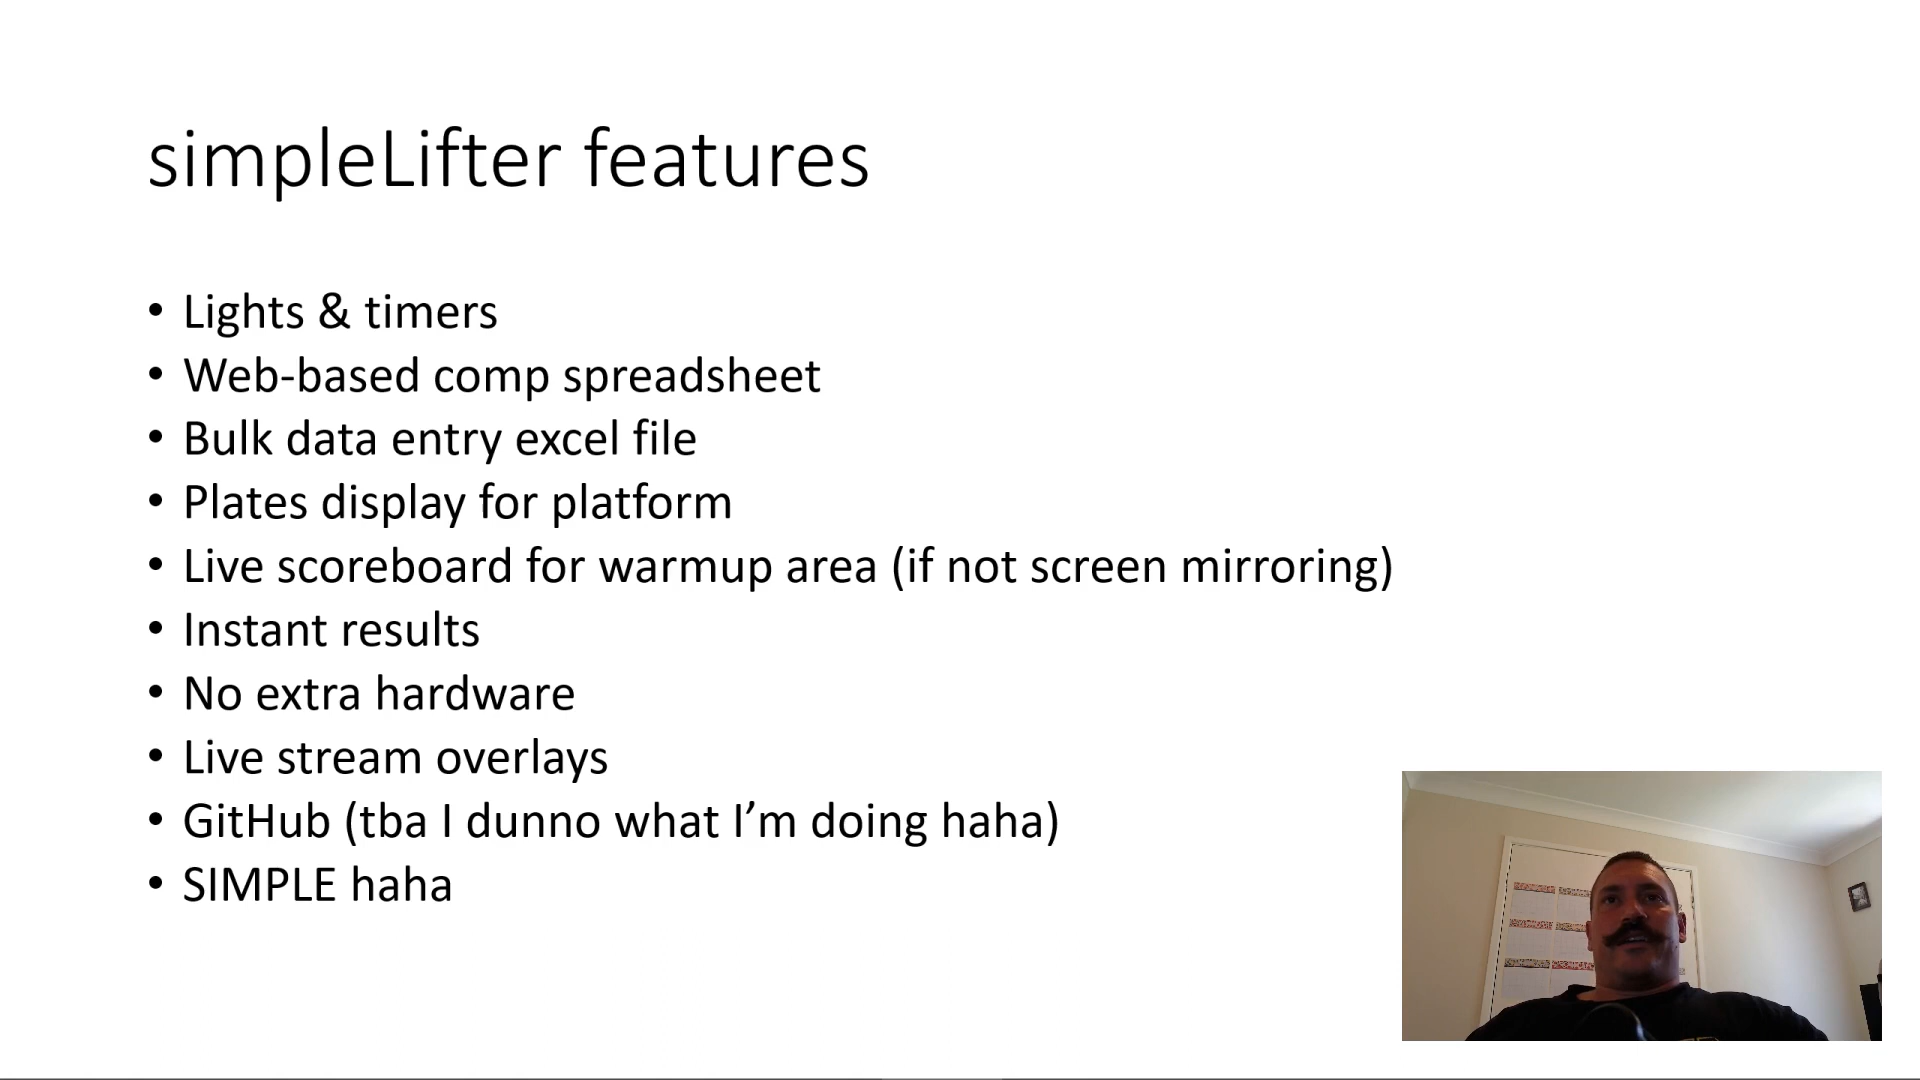 simpleLifter features
• Lights & timers
• Web-based comp spreadsheet
• Bulk data entry excel file
• Plates display for platform
• Live scoreboard for warmup area (if not screen mirroring)
• Instant results
• No extra hardware
• Live stream overlays
• GitHub (tba I dunno what I’m doing haha)
• SIMPLE haha